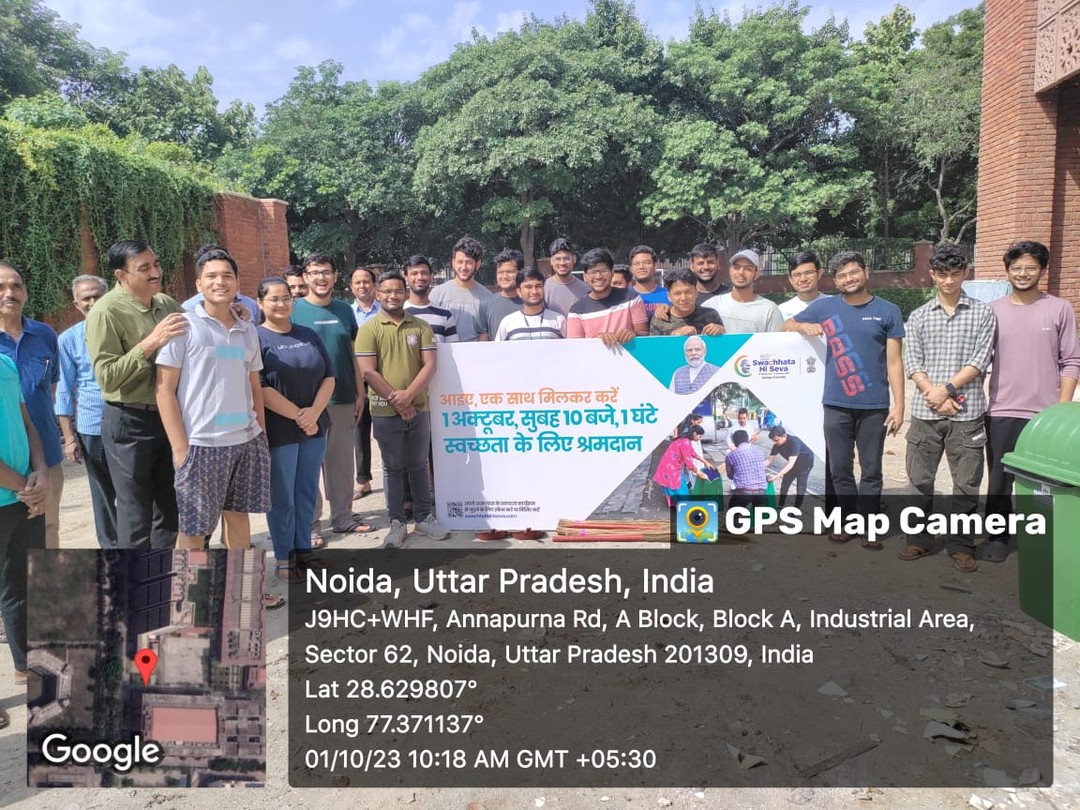 Swachhata
Hi Seva
आइए, एक साथ मिलकर करें
1 अक्टूबर, सुबह 10 बजे, 1 घंटे
स्वच्छता के लिए श्रमदान
GPS Map Camera
Noida, Uttar Pradesh, India
J9HC+WHF, Annapurna Rd, A Block, Block A, Industrial Area,
Sector 62, Noida, Uttar Pradesh 201309, India
Lat 28.629807°
Long 77.371137°
01/10/23 10:18 AM GMT +05:30
Google